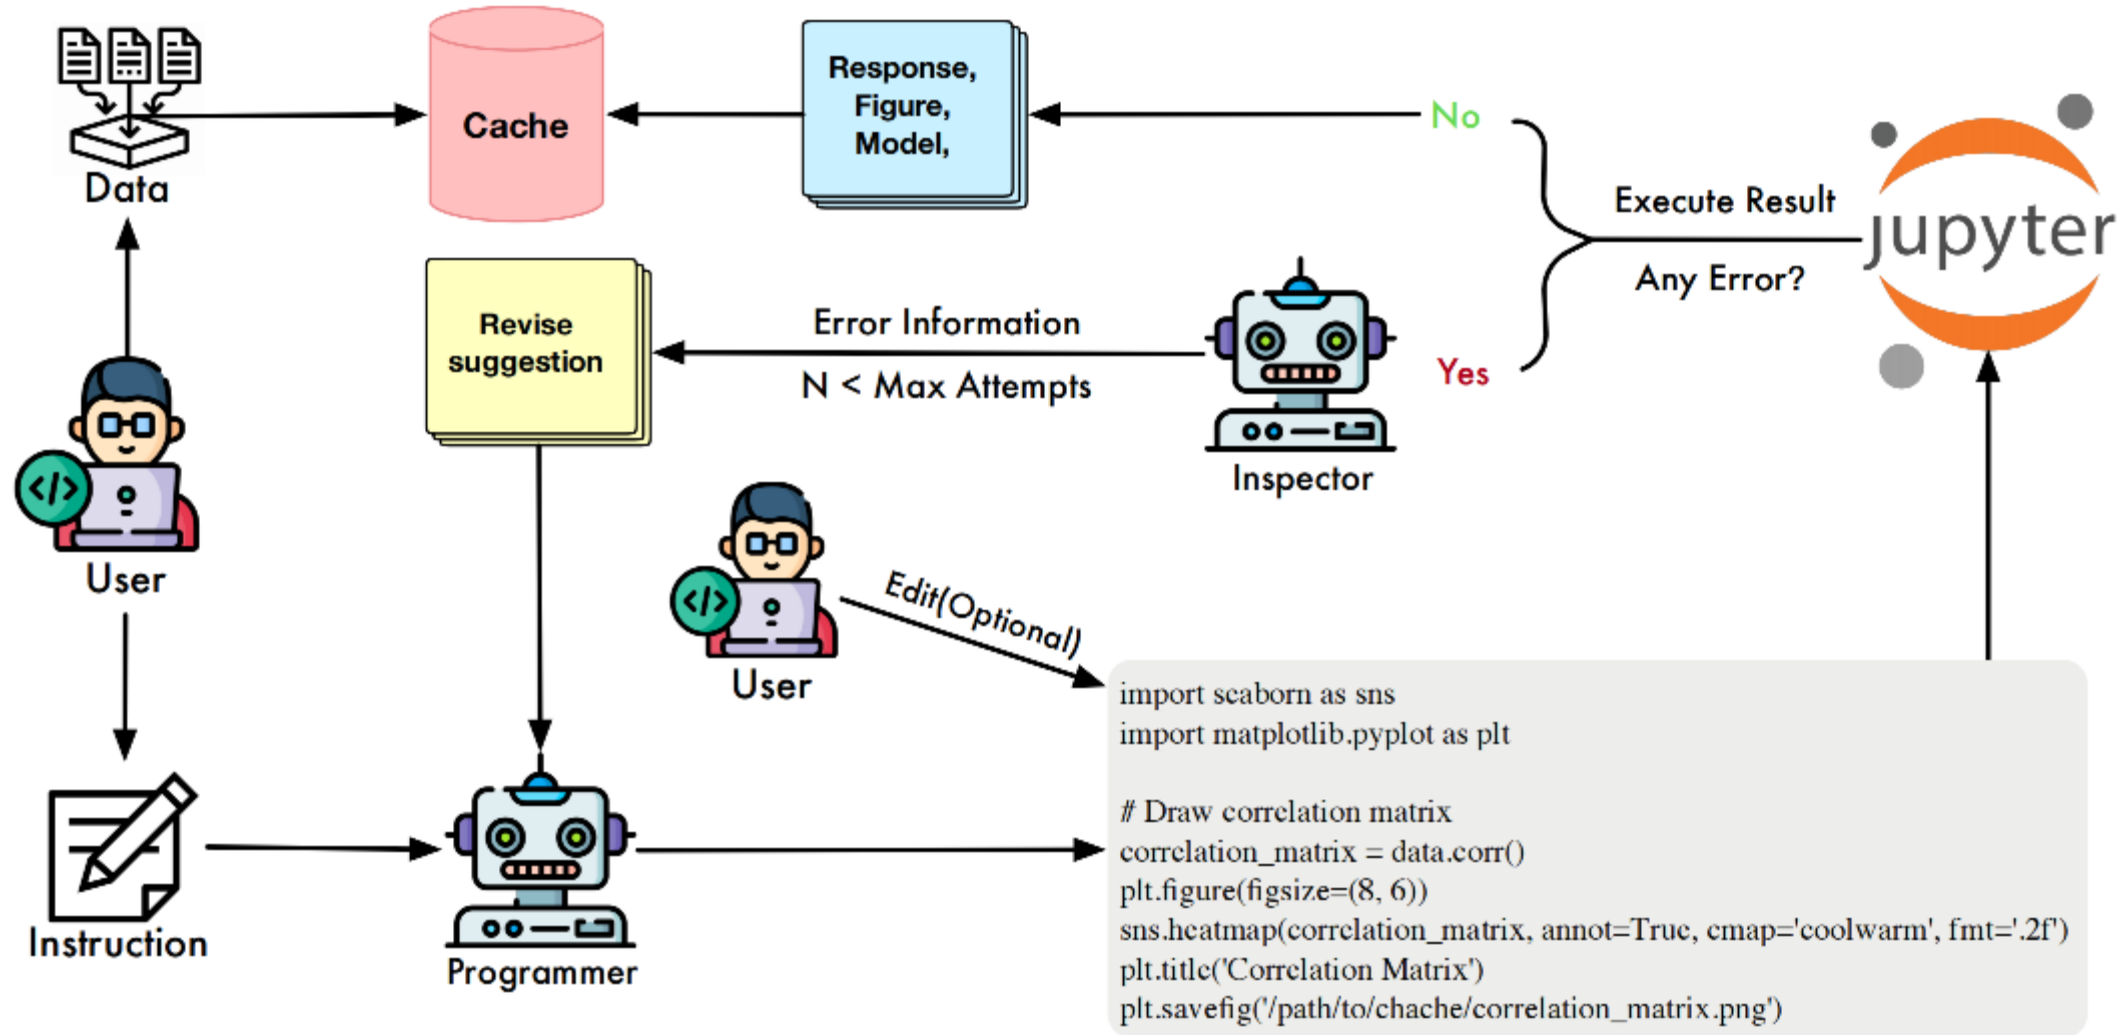 Data
Cache
Response,
Figure,
Model,
No
Execute Result
Any Error?
jupyter
Revise
suggestion
Error Information
N < Max Attempts
Yes
Inspector
User
</>
User
</>
Edit(Optional)
Instruction
Programmer
import seaborn as sns
import matplotlib.pyplot as plt
# Draw correlation matrix
correlation_matrix = data.corr()
plt.figure(figsize=(8, 6))
sns.heatmap(correlation_matrix, annot=True, cmap='coolwarm', fmt='.2f')
plt.title('Correlation Matrix')
plt.savefig('/path/to/chache/correlation_matrix.png')